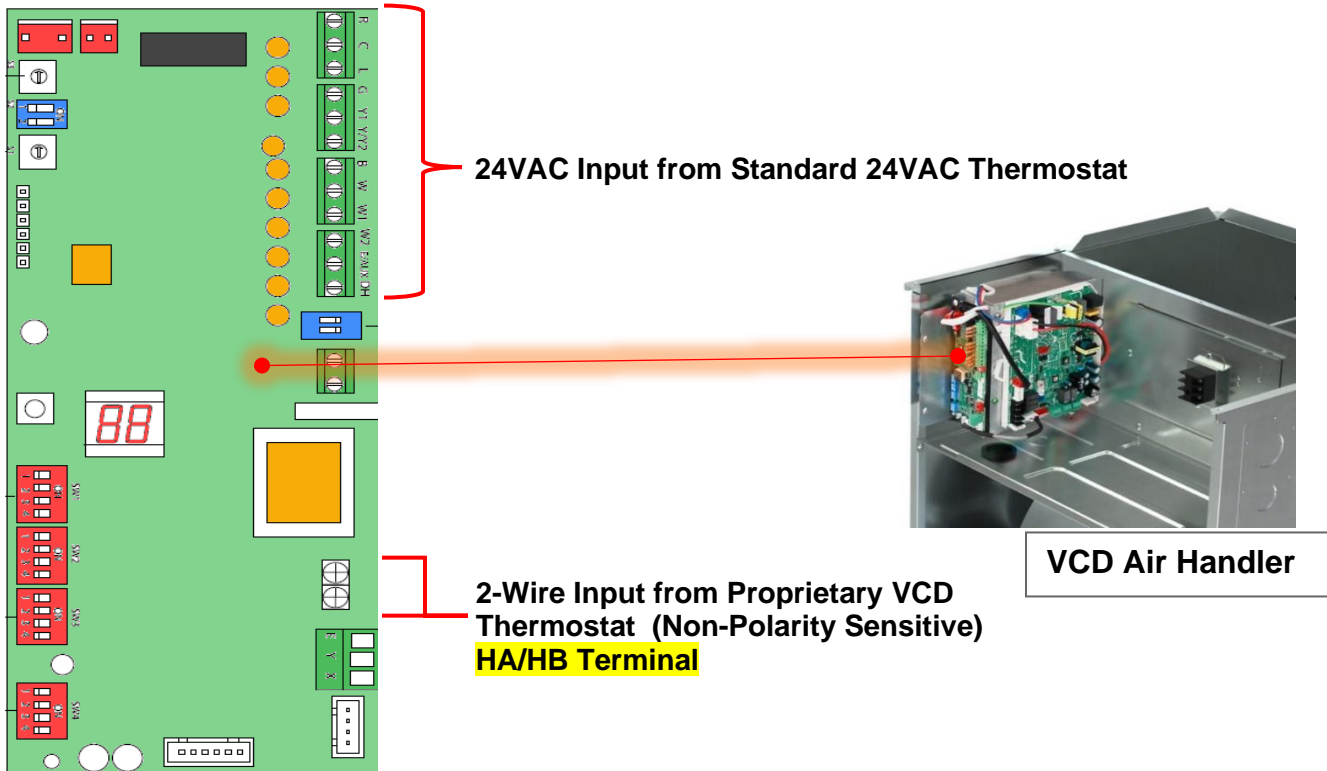 R
C
L
G
Y1
Y/Y2
B
W
W1
W2
E/AUX
DH
24VAC Input from Standard 24VAC Thermostat
88
SW2
SW3
SW4
2-Wire Input from Proprietary VCD
Thermostat (Non-Polarity Sensitive)
HA/HB Terminal
E
Y
X
VCD Air Handler